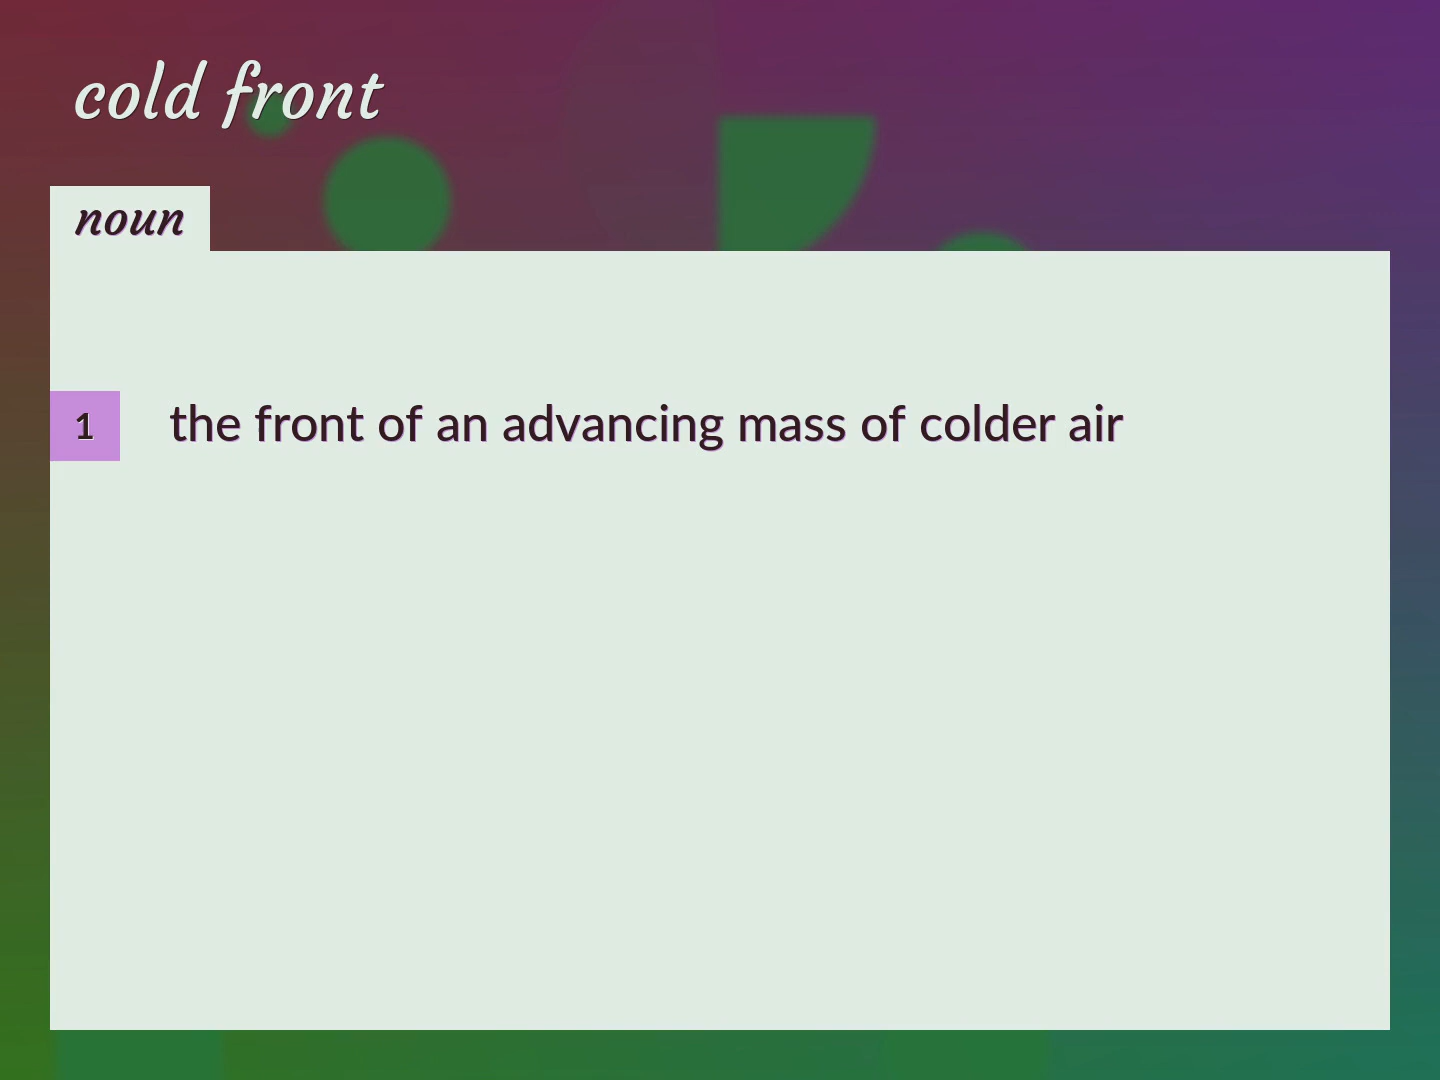 cold front
noun
1
the front of an advancing mass of colder air